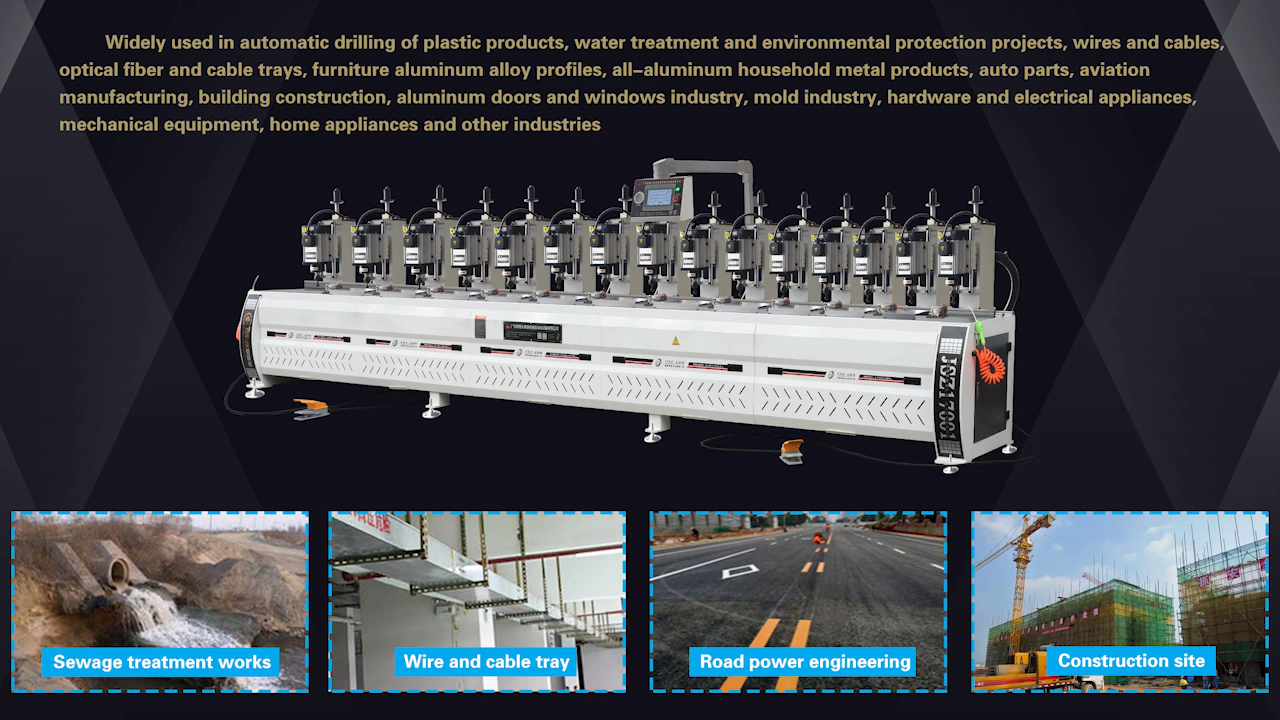 Widely used in automatic drilling of plastic products, water treatment and environmental protection projects, wires and cables,
optical fiber and cable trays, furniture aluminum alloy profiles, all-aluminum household metal products, auto parts, aviation
manufacturing, building construction, aluminum doors and windows industry, mold industry, hardware and electrical appliances,
mechanical equipment, home appliances and other industries
JSZ17001
Sewage treatment works
Wire and cable tray
Road power engineering
Construction site